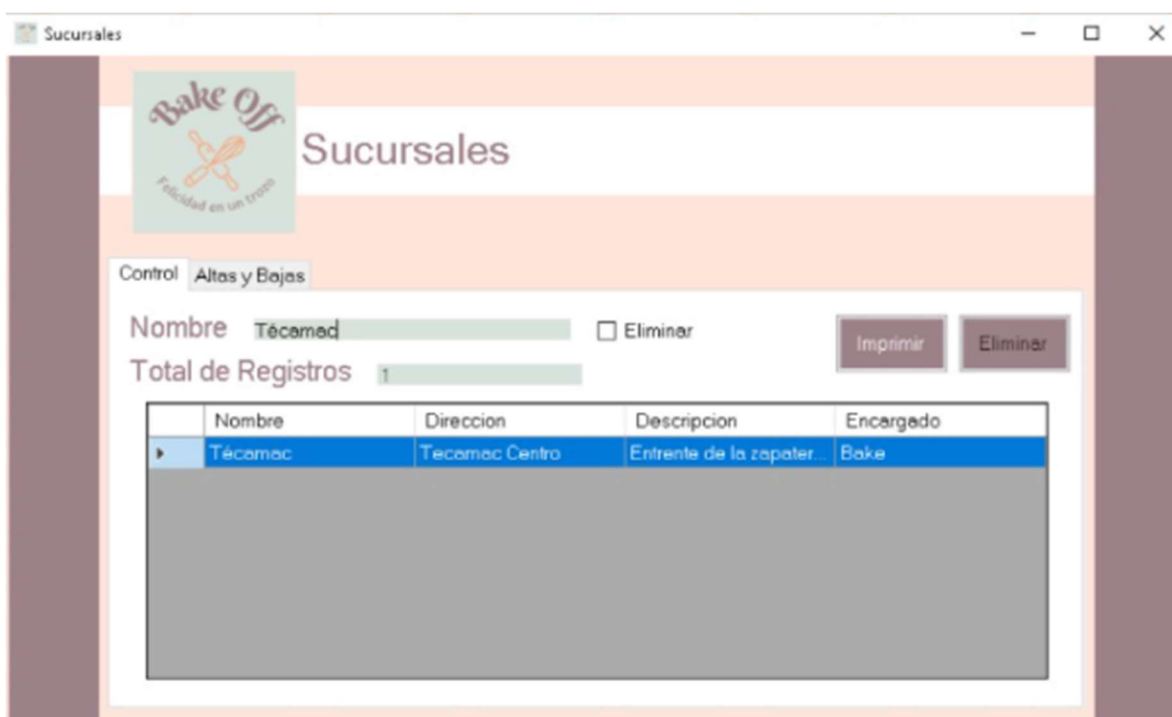 Sucursales
Bake Off
Felicidad en un trozo
Sucursales
Control Altas y Bajas
Nombre Técamac Eliminar Imprimir Eliminar
Total de Registros 1
Nombre Direccion Descripcion Encargado
Técamac Tecamac Centro Entrente de la zapater... Bake